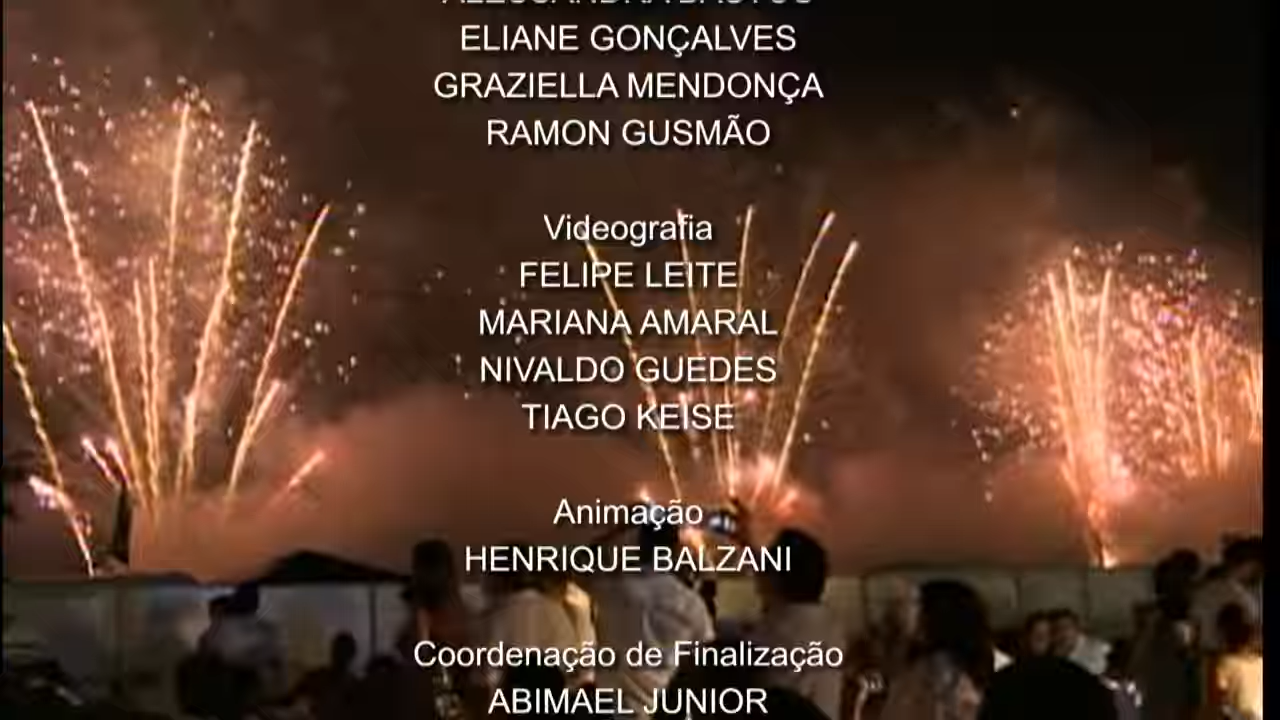 ELIANE GONÇALVES
GRAZIELLA MENDONÇA
RAMON GUSMÃO
Videografia
FELIPE LEITE
MARIANA AMARAL
NIVALDO GUEDES
TIAGO KEISE
Animação
HENRIQUE BALZANI
Coordenação de Finalização
ABIMAEL JUNIOR